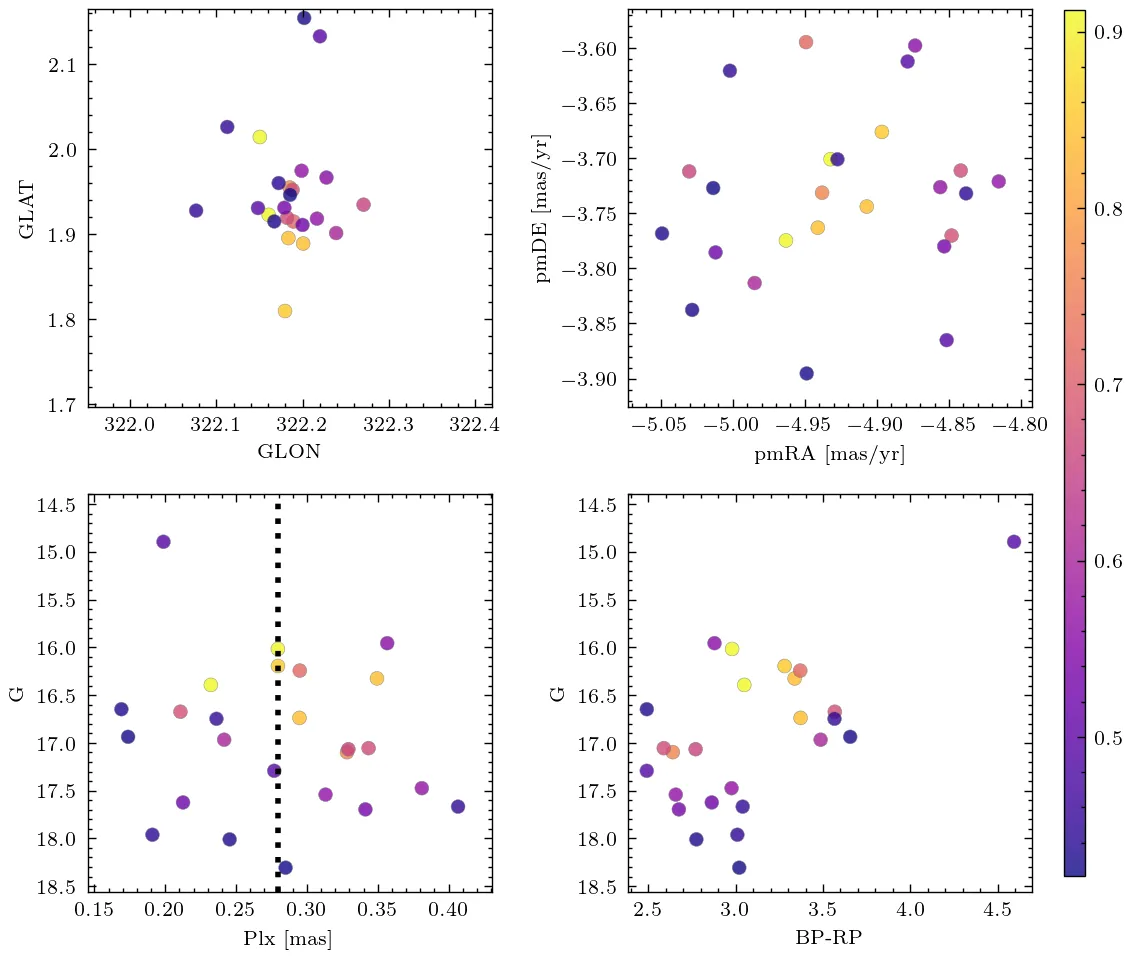 2.1
2.0
1.9
1.8
1.7
GLAT
322.0 322.1 322.2 322.3 322.4
GLON
−3.60
−3.65
−3.70
−3.75
−3.80
−3.85
−3.90
pmDE [mas/yr]
−5.05 −5.00 −4.95 −4.90 −4.85 −4.80
pmRA [mas/yr]
14.5
15.0
15.5
16.0
16.5
17.0
17.5
18.0
18.5
G
0.15 0.20 0.25 0.30 0.35 0.40
Plx [mas]
14.5
15.0
15.5
16.0
16.5
17.0
17.5
18.0
18.5
G
2.5 3.0 3.5 4.0 4.5
BP-RP
0.9
0.8
0.7
0.6
0.5